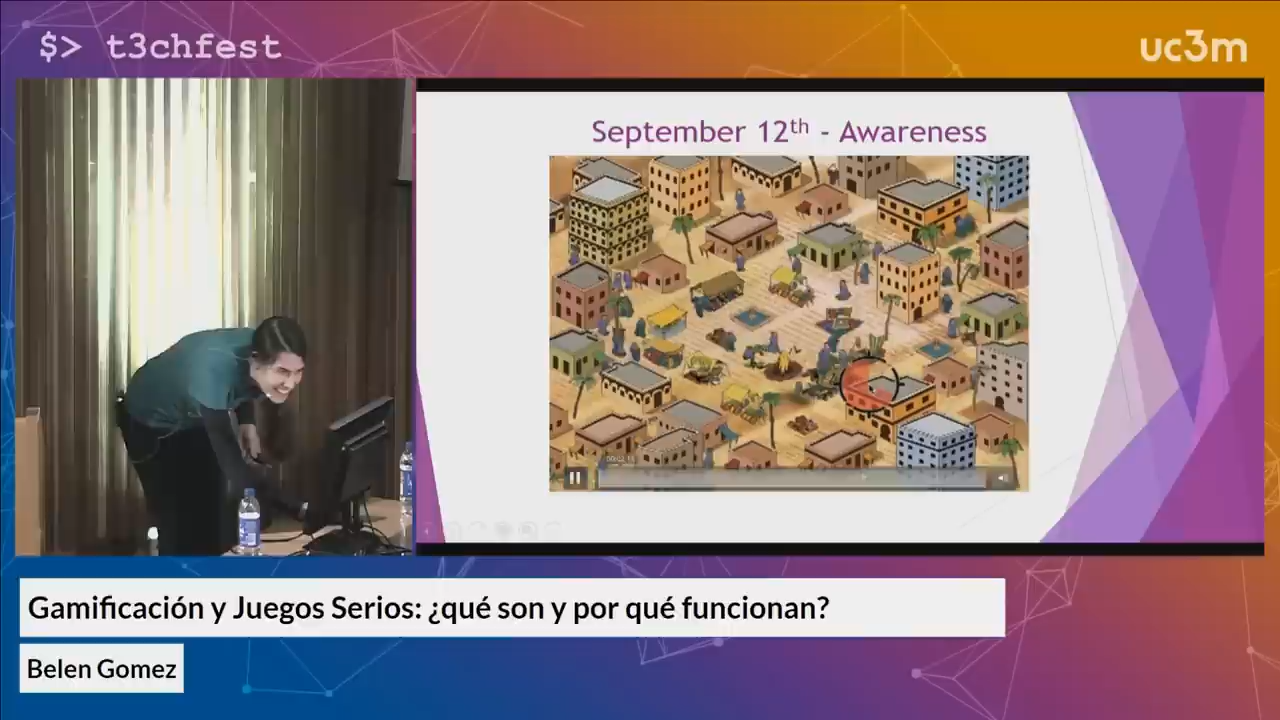 $> t3chfest
uc3m
September 12th - Awareness
Gamificación y Juegos Serios: ¿qué son y por qué funcionan?
Belen Gomez